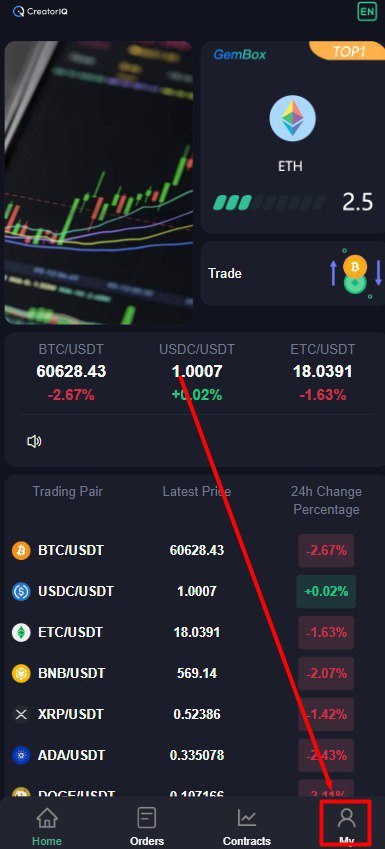 CreatorIQ
EN
GemBox
TOP1
ETH
2.5
Trade
BTC/USDT
USDC/USDT
ETC/USDT
60628.43
1.0007
18.0391
-2.67%
+0.02%
-1.63%
Trading Pair
Latest Price
24h Change
Percentage
BTC/USDT
60628.43
-2.67%
USDC/USDT
1.0007
+0.02%
ETC/USDT
18.0391
-1.63%
BNB/USDT
569.14
-2.07%
XRP/USDT
0.52386
-1.42%
ADA/USDT
0.335078
-2.43%
DOGE/USDT
0.107166
Home
Orders
Contracts
My